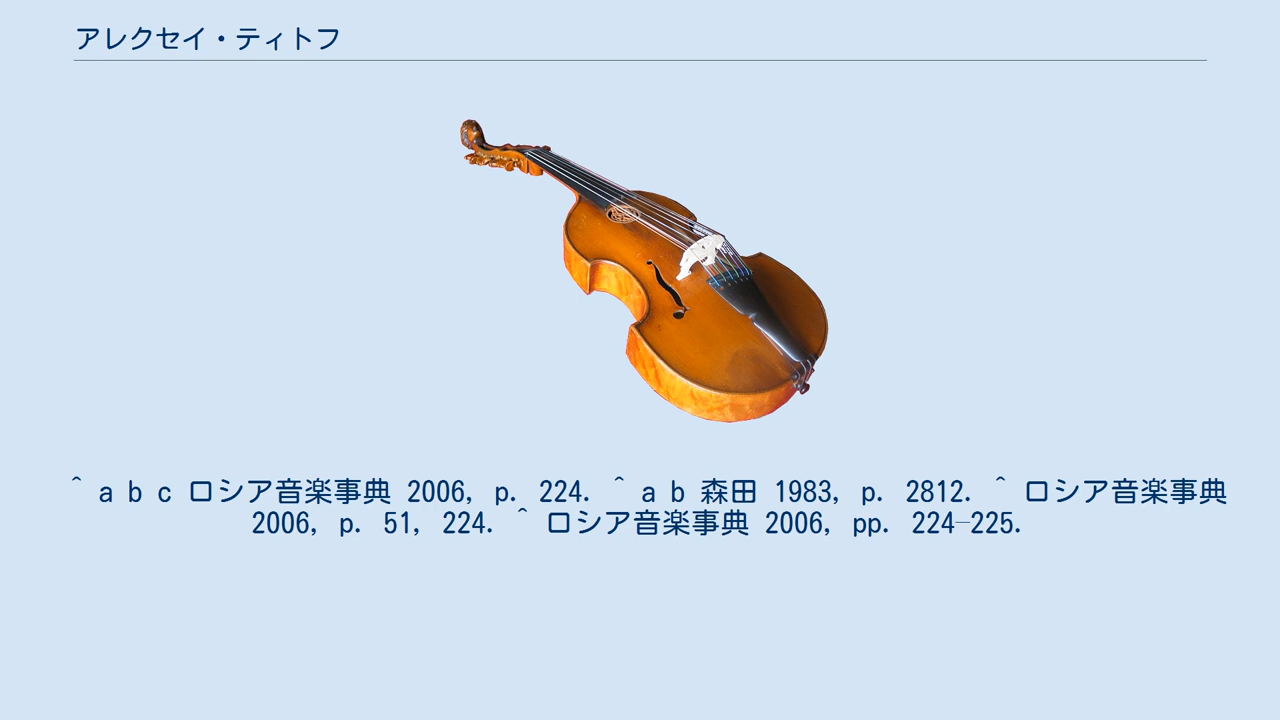 アレクセイ・ティトフ
^ a b c ロシア音楽事典 2006, p. 224. ^ a b 森田 1983, p. 2812. ^ ロシア音楽事典
2006, p. 51, 224. ^ ロシア音楽事典 2006, pp. 224–225.